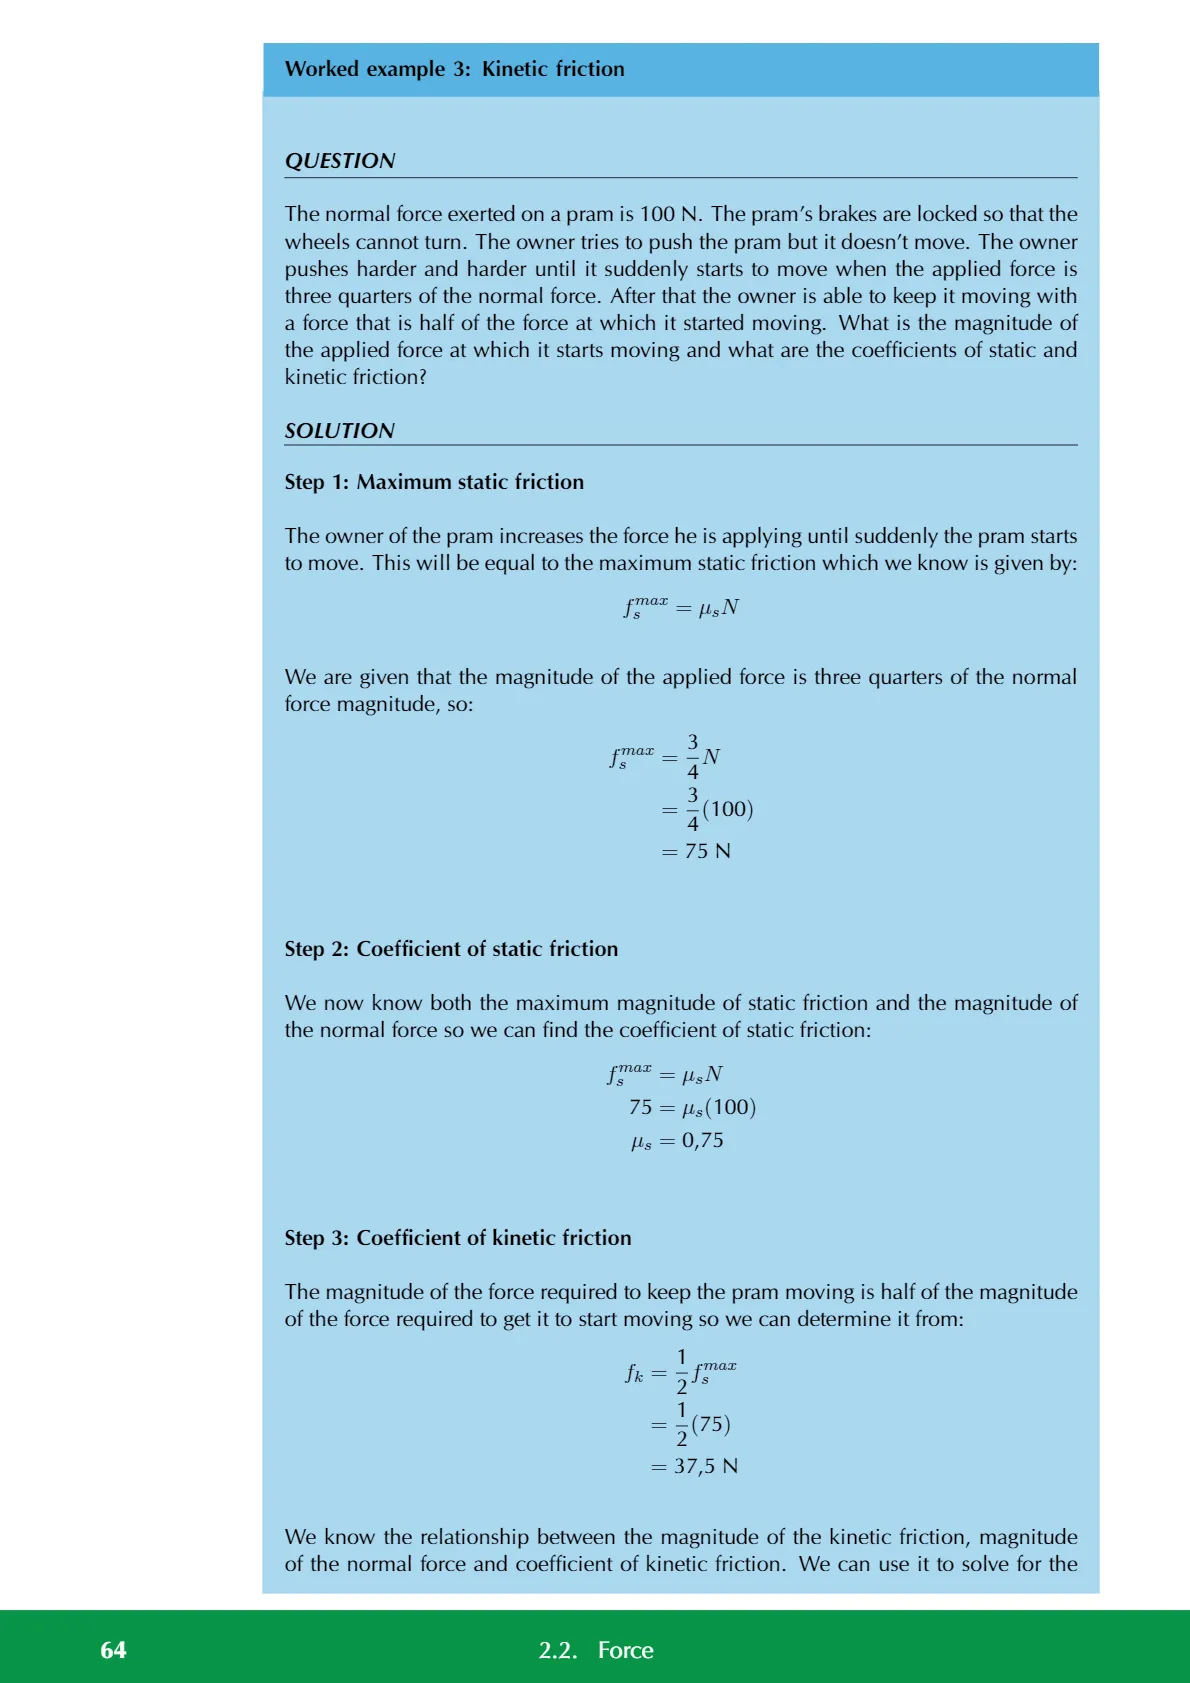 Worked example 3: Kinetic friction
QUESTION
The normal force exerted on a pram is 100 N. The pram’s brakes are locked so that the
wheels cannot turn. The owner tries to push the pram but it doesn’t move. The owner
pushes harder and harder until it suddenly starts to move when the applied force is
three quarters of the normal force. After that the owner is able to keep it moving with
a force that is half of the force at which it started moving. What is the magnitude of
the applied force at which it starts moving and what are the coefficients of static and
kinetic friction?
SOLUTION
Step 1: Maximum static friction
The owner of the pram increases the force he is applying until suddenly the pram starts
to move. This will be equal to the maximum static friction which we know is given by:
$f_s^{max} = \mu_s N$
We are given that the magnitude of the applied force is three quarters of the normal
force magnitude, so:
$f_s^{max} = \frac{3}{4} N$
$= \frac{3}{4}(100)$
= 75 N
Step 2: Coefficient of static friction
We now know both the maximum magnitude of static friction and the magnitude of
the normal force so we can find the coefficient of static friction:
$f_s^{max} = \mu_s N$
$75 = \mu_s(100)$
$\mu_s = 0,75$
Step 3: Coefficient of kinetic friction
The magnitude of the force required to keep the pram moving is half of the magnitude
of the force required to get it to start moving so we can determine it from:
$f_k = \frac{1}{2} f_s^{max}$
$= \frac{1}{2}(75)$
= 37,5 N
We know the relationship between the magnitude of the kinetic friction, magnitude
of the normal force and coefficient of kinetic friction. We can use it to solve for the
64 2.2. Force